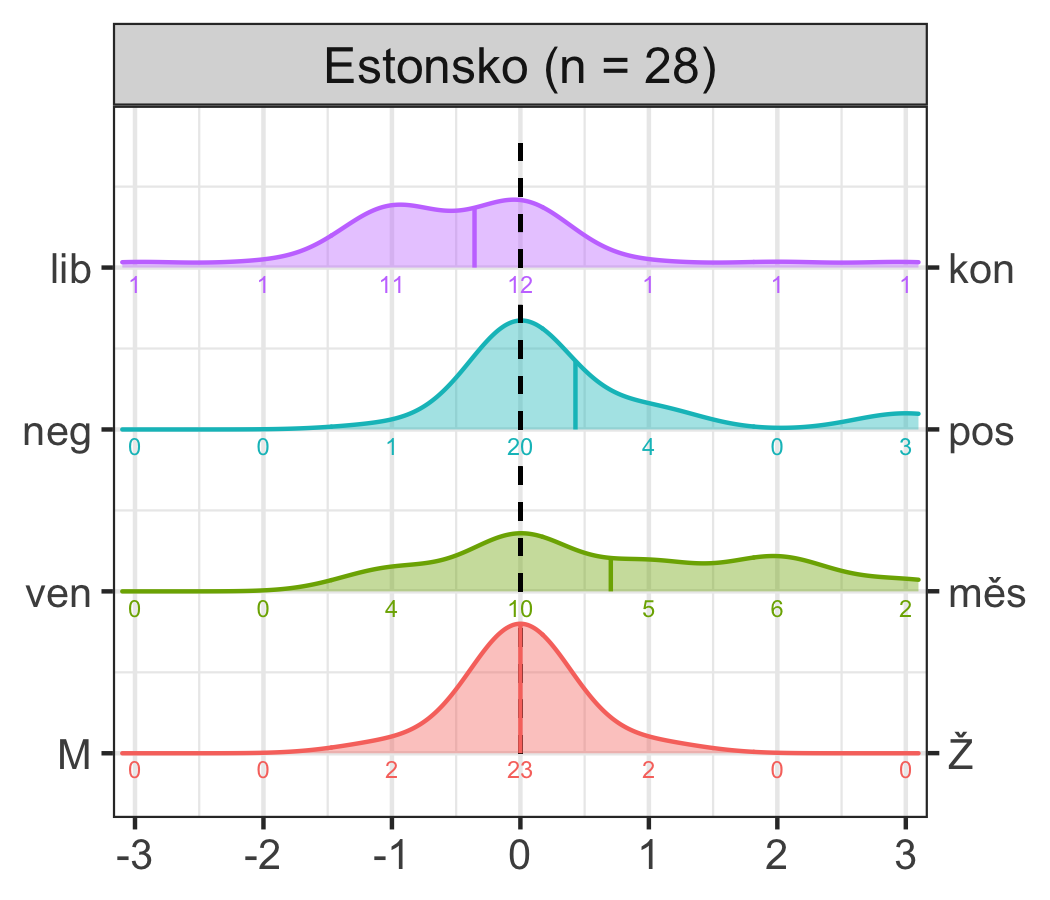 Estonsko (n = 28)
lib kon
1 1 11 12 1 1 1
neg pos
0 0 1 20 4 0 3
ven měs
0 0 4 10 5 6 2
M Ž
0 0 2 23 2 0 0
-3 -2 -1 0 1 2 3